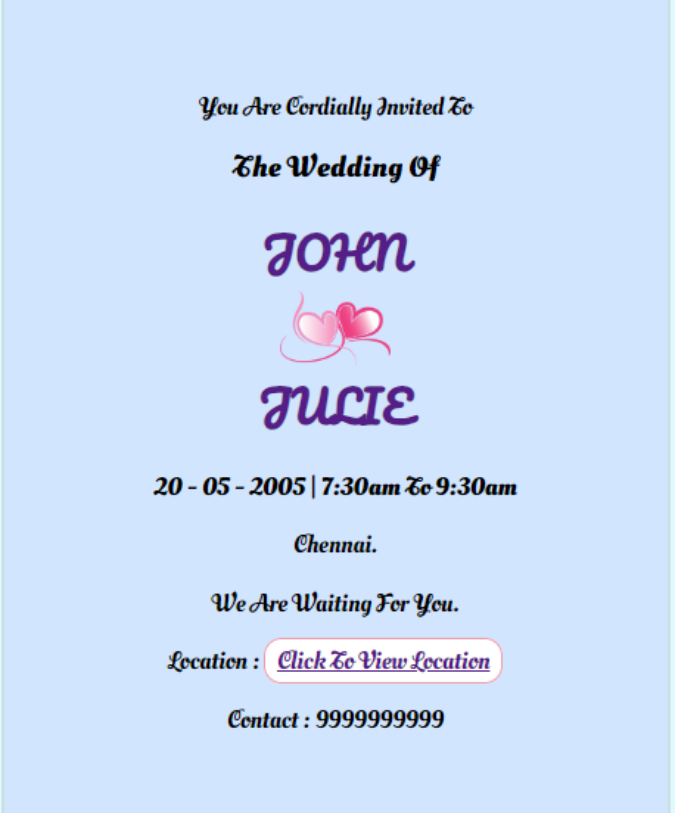 You Are Cordially Invited To
The Wedding Of
JOHN
JULIE
20 - 05 - 2005 | 7:30am To 9:30am
Chennai.
We Are Waiting For You.
Location : Click To View Location
Contact : 9999999999